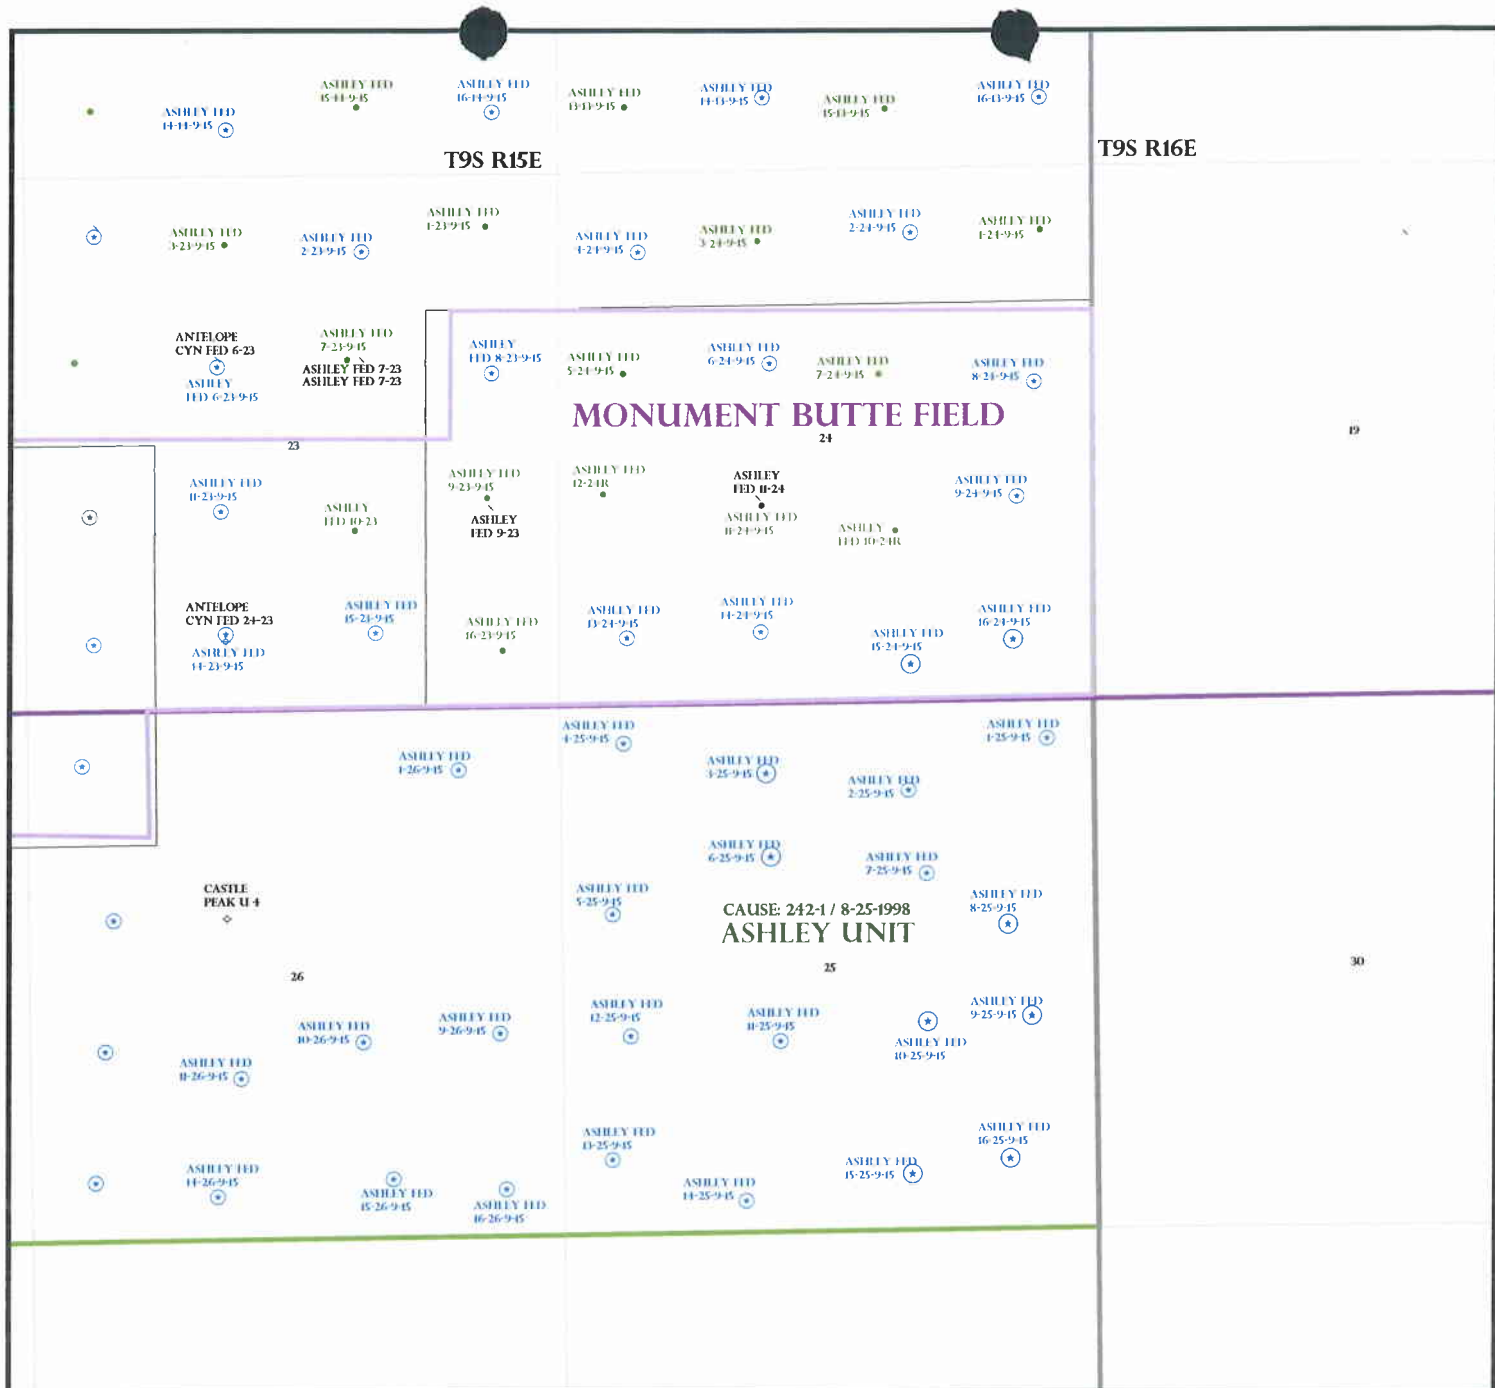 ASHLEY FED
14-14-9-15
ASHLEY FED
15-14-9-15
ASHLEY FED
16-14-9-15
ASHLEY FED
13-13-9-15
ASHLEY FED
14-13-9-15
ASHLEY FED
15-13-9-15
ASHLEY FED
16-13-9-15
T9S R15E
T9S R16E
ASHLEY FED
3-23-9-15
ASHLEY FED
2-23-9-15
ASHLEY FED
1-23-9-15
ASHLEY FED
4-24-9-15
ASHLEY FED
3-24-9-15
ASHLEY FED
2-24-9-15
ASHLEY FED
1-24-9-15
ANTELOPE
CYN FED 6-23
ASHLEY
FED 6-23-9-15
ASHLEY FED
7-23-9-15
ASHLEY FED 7-23
ASHLEY FED 7-23
ASHLEY
FED 8-23-9-15
ASHLEY FED
5-24-9-15
ASHLEY FED
6-24-9-15
ASHLEY FED
7-24-9-15
ASHLEY FED
8-24-9-15
MONUMENT BUTTE FIELD
23
24
19
ASHLEY FED
11-23-9-15
ASHLEY
FED 10-23
ASHLEY FED
9-23-9-15
ASHLEY
FED 9-23
ASHLEY FED
12-24R
ASHLEY
FED 11-24
ASHLEY FED
11-24-9-15
ASHLEY
FED 10-24R
ASHLEY FED
9-24-9-15
ANTELOPE
CYN FED 24-23
ASHLEY FED
14-23-9-15
ASHLEY FED
15-23-9-15
ASHLEY FED
16-23-9-15
ASHLEY FED
13-24-9-15
ASHLEY FED
14-24-9-15
ASHLEY FED
15-24-9-15
ASHLEY FED
16-24-9-15
ASHLEY FED
1-26-9-15
ASHLEY FED
4-25-9-15
ASHLEY FED
3-25-9-15
ASHLEY FED
2-25-9-15
ASHLEY FED
1-25-9-15
ASHLEY FED
6-25-9-15
ASHLEY FED
7-25-9-15
CASTLE
PEAK U 4
ASHLEY FED
5-25-9-15
ASHLEY FED
8-25-9-15
CAUSE: 242-1 / 8-25-1998
ASHLEY UNIT
26
25
30
ASHLEY FED
11-26-9-15
ASHLEY FED
10-26-9-15
ASHLEY FED
9-26-9-15
ASHLEY FED
12-25-9-15
ASHLEY FED
11-25-9-15
ASHLEY FED
10-25-9-15
ASHLEY FED
9-25-9-15
ASHLEY FED
14-26-9-15
ASHLEY FED
15-26-9-15
ASHLEY FED
16-26-9-15
ASHLEY FED
13-25-9-15
ASHLEY FED
14-25-9-15
ASHLEY FED
15-25-9-15
ASHLEY FED
16-25-9-15